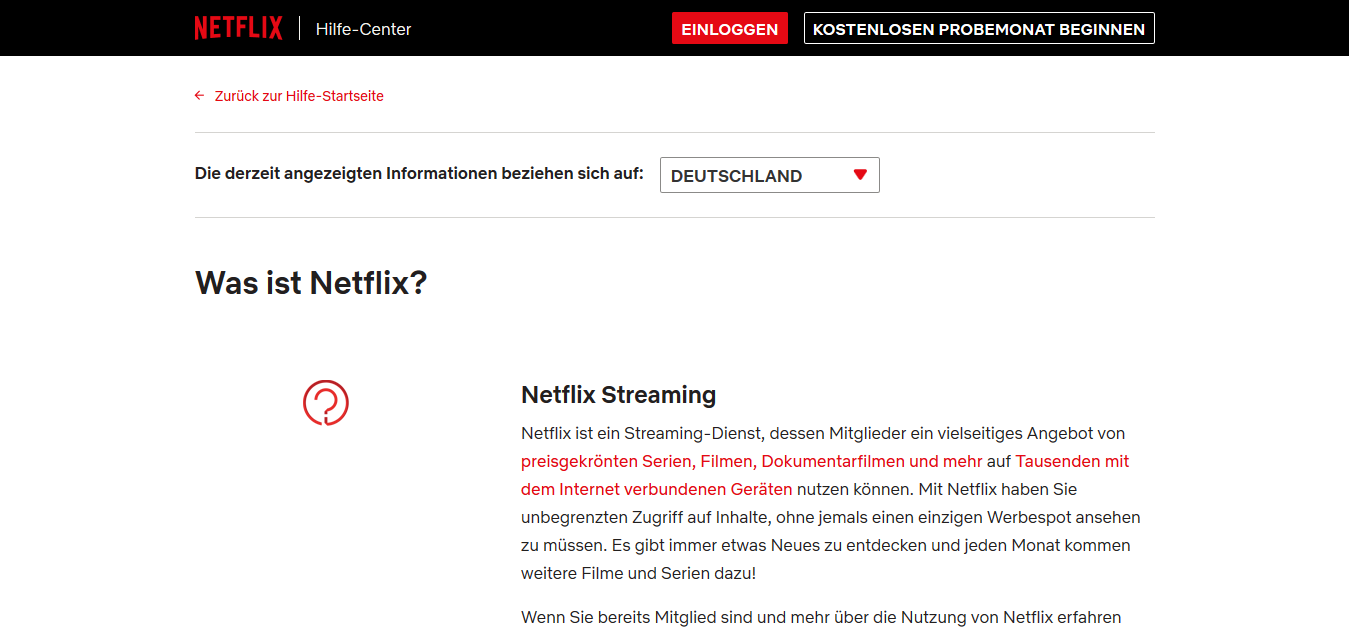 NETFLIX Hilfe-Center EINLOGGEN KOSTENLOSEN PROBEMONAT BEGINNEN
← Zurück zur Hilfe-Startseite
Die derzeit angezeigten Informationen beziehen sich auf: DEUTSCHLAND
Was ist Netflix?
Netflix Streaming
Netflix ist ein Streaming-Dienst, dessen Mitglieder ein vielseitiges Angebot von
preisgekrönten Serien, Filmen, Dokumentarfilmen und mehr auf Tausenden mit
dem Internet verbundenen Geräten nutzen können. Mit Netflix haben Sie
unbegrenzten Zugriff auf Inhalte, ohne jemals einen einzigen Werbespot ansehen
zu müssen. Es gibt immer etwas Neues zu entdecken und jeden Monat kommen
weitere Filme und Serien dazu!
Wenn Sie bereits Mitglied sind und mehr über die Nutzung von Netflix erfahren